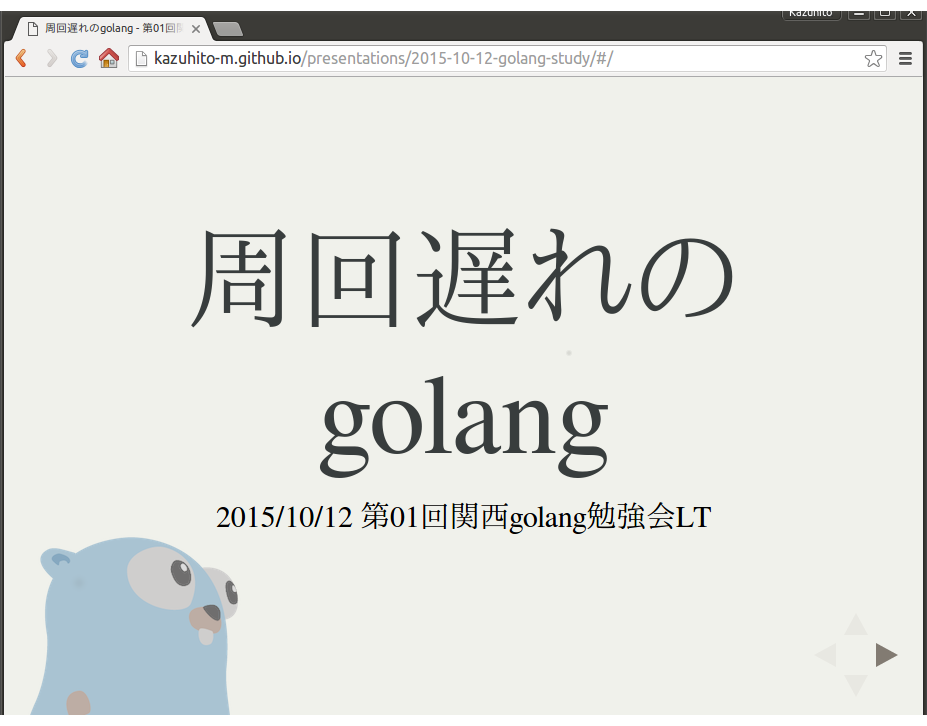 Kazuhito
周回遅れのgolang - 第01回
kazuhito-m.github.io/presentations/2015-10-12-golang-study/#/
周回遅れの
golang
2015/10/12 第01回関西golang勉強会LT